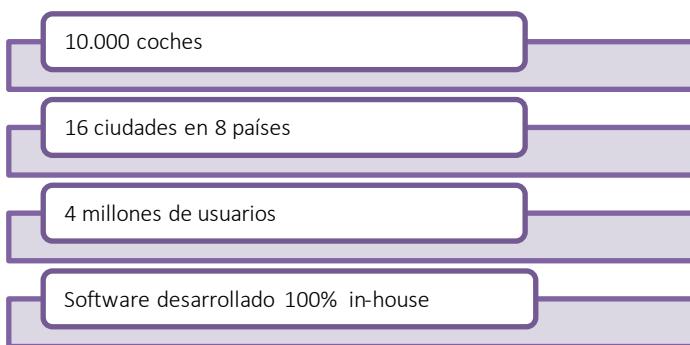 10.000 coches
16 ciudades en 8 países
4 millones de usuarios
Software desarrollado 100% in-house